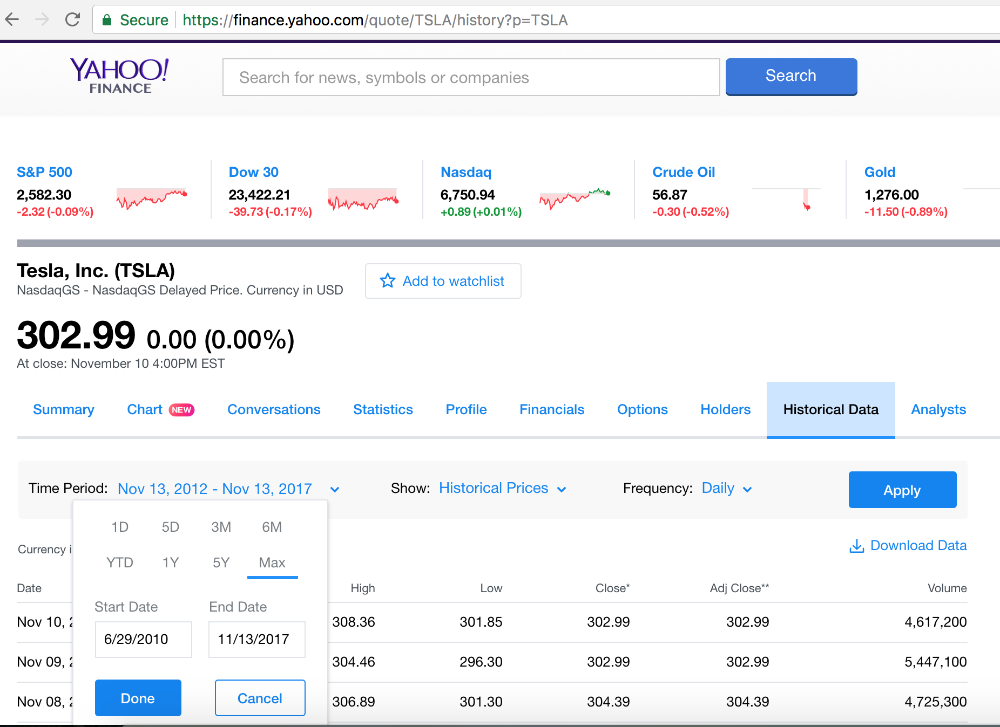 Secure https://finance.yahoo.com/quote/TSLA/history?p=TSLA
YAHOO!
FINANCE
Search for news, symbols or companies
Search
S&P 500 Dow 30 Nasdaq Crude Oil Gold
2,582.30 23,422.21 6,750.94 56.87 1,276.00
-2.32 (-0.09%) -39.73 (-0.17%) +0.89 (+0.01%) -0.30 (-0.52%) -11.50 (-0.89%)
Tesla, Inc. (TSLA)
NasdaqGS - NasdaqGS Delayed Price. Currency in USD
Add to watchlist
302.99 0.00 (0.00%)
At close: November 10 4:00PM EST
Summary Chart NEW Conversations Statistics Profile Financials Options Holders Historical Data Analysts
Time Period: Nov 13, 2012 - Nov 13, 2017 Show: Historical Prices Frequency: Daily Apply
1D 5D 3M 6M
Currency Download Data
YTD 1Y 5Y Max
Date High Low Close* Adj Close** Volume
Start Date End Date
Nov 10, 308.36 301.85 302.99 302.99 4,617,200
6/29/2010 11/13/2017
Nov 09, 304.46 296.30 302.99 302.99 5,447,100
Done Cancel
Nov 08, 306.89 301.30 304.39 304.39 4,725,300